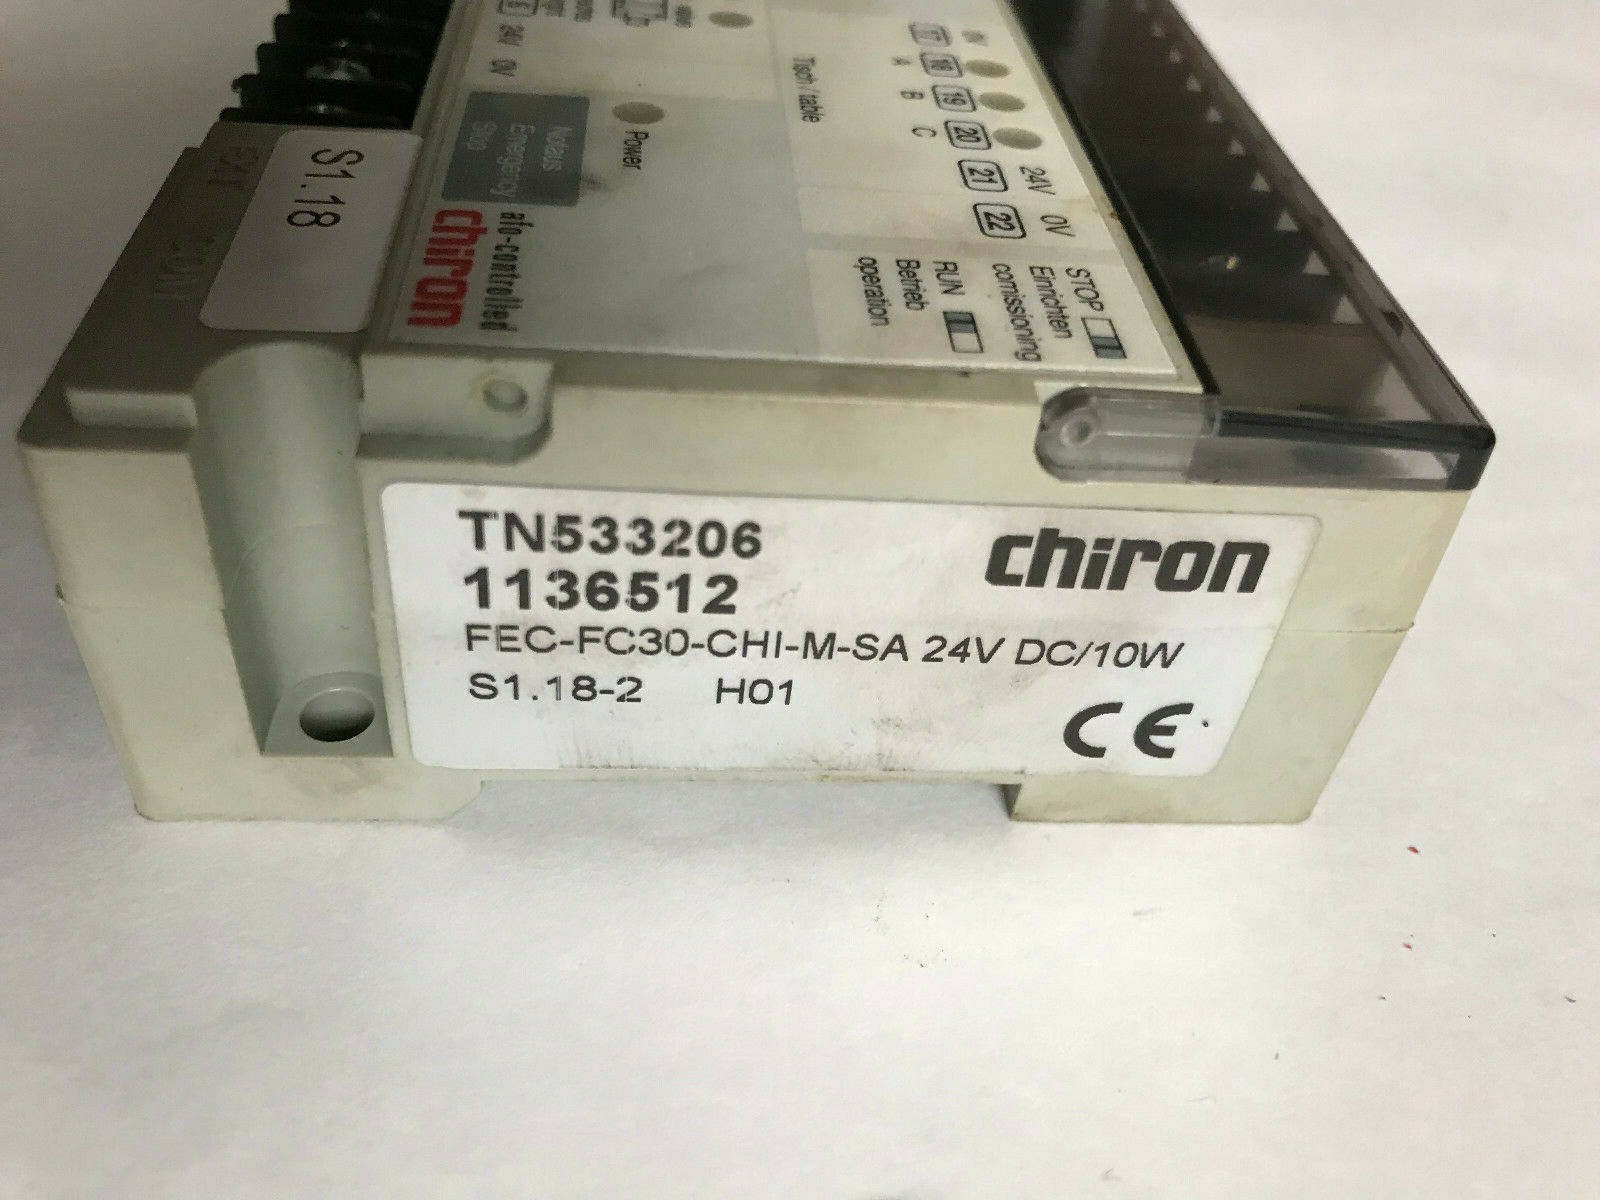 TN533206
1136512
FEC-FC30-CHI-M-SA 24V DC/10W
S1.18-2 H01
chiron
CE
S1.18
24V 0V
Notaus
Emergency
Stop
Power
afo-controlled
chiron
Tisch / table
0V
17 18 19 20 21 22
A B C
24V 0V
STOP
Einrichten
comissioning
RUN
Betrieb
operation